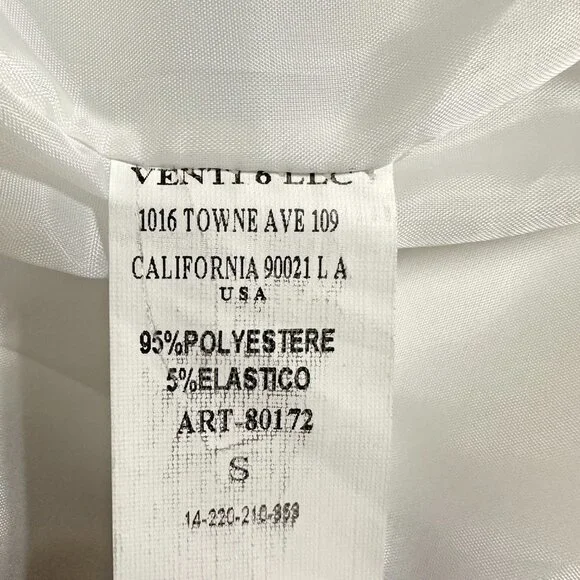 VENTI 6 LLC
1016 TOWNE AVE 109
CALIFORNIA 90021 L A
USA
95%POLYESTERE
5%ELASTICO
ART-80172
S
14-220-210-353